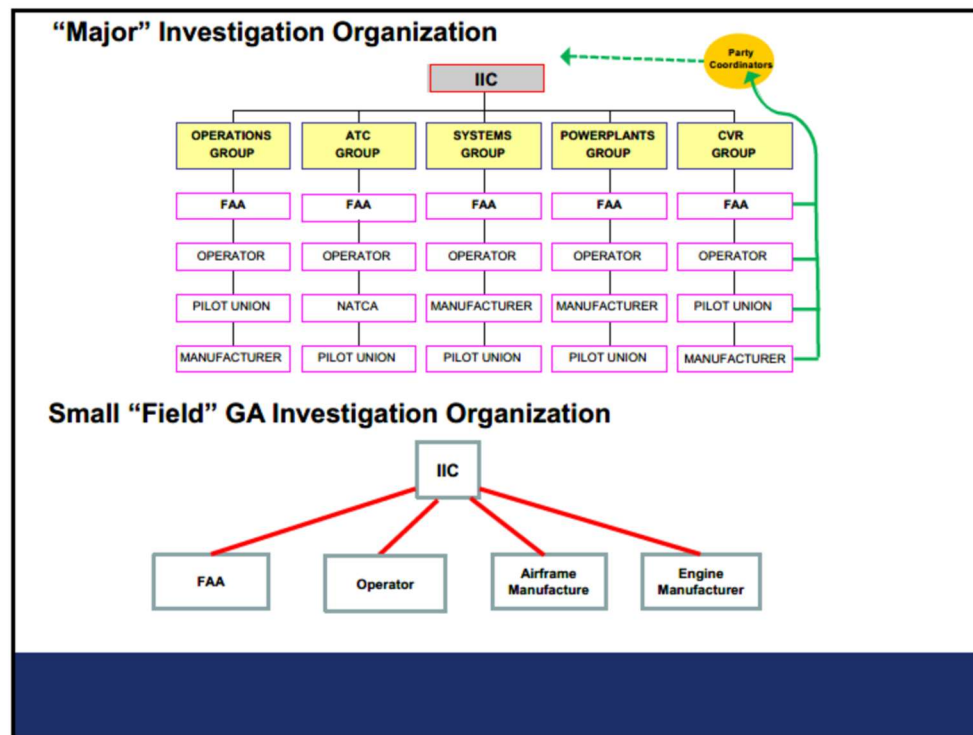 “Major” Investigation Organization
Party
Coordinators
IIC
OPERATIONS
GROUP
ATC
GROUP
SYSTEMS
GROUP
POWERPLANTS
GROUP
CVR
GROUP
FAA
FAA
FAA
FAA
FAA
OPERATOR
OPERATOR
OPERATOR
OPERATOR
OPERATOR
PILOT UNION
NATCA
MANUFACTURER
MANUFACTURER
PILOT UNION
MANUFACTURER
PILOT UNION
PILOT UNION
PILOT UNION
MANUFACTURER
Small “Field” GA Investigation Organization
IIC
FAA
Operator
Airframe
Manufacture
Engine
Manufacturer